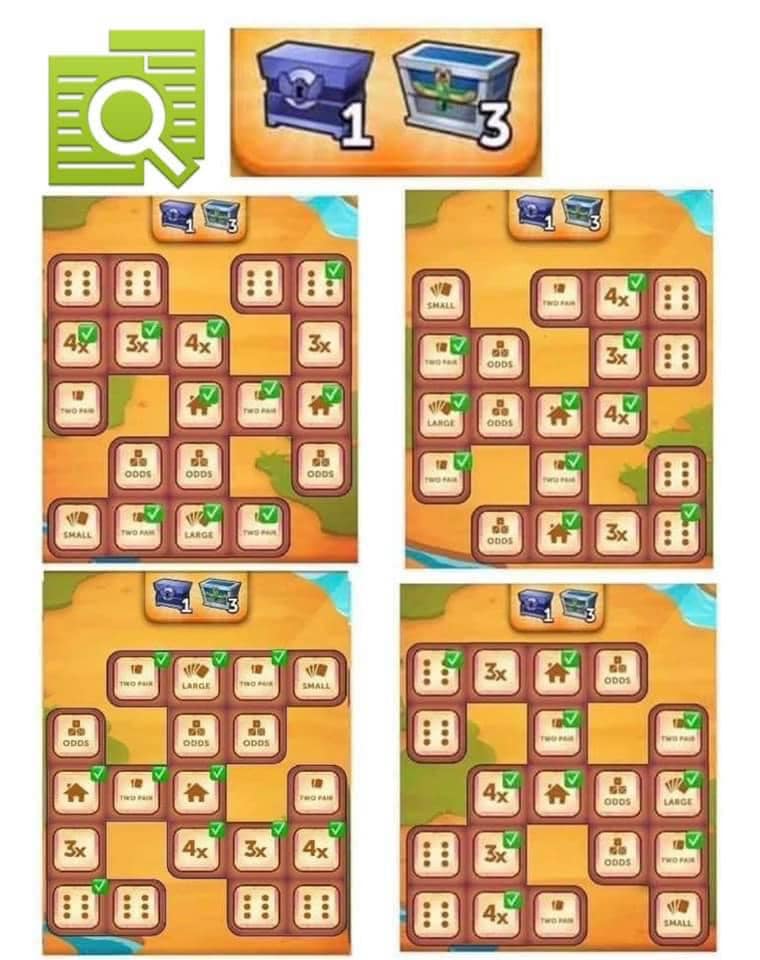 1 3
1 3
4x 3x 4x 3x
TWO PAIR TWO PAIR
ODDS ODDS ODDS
SMALL TWO PAIR LARGE TWO PAIR
1 3
SMALL TWO PAIR 4x
TWO PAIR ODDS 3x
LARGE ODDS 4x
TWO PAIR TWO PAIR
ODDS 3x
1 3
TWO PAIR LARGE TWO PAIR SMALL
ODDS ODDS ODDS
TWO PAIR TWO PAIR
3x 4x 3x 4x
1 3
3x ODDS
TWO PAIR TWO PAIR
4x ODDS LARGE
3x ODDS TWO PAIR
4x TWO PAIR SMALL